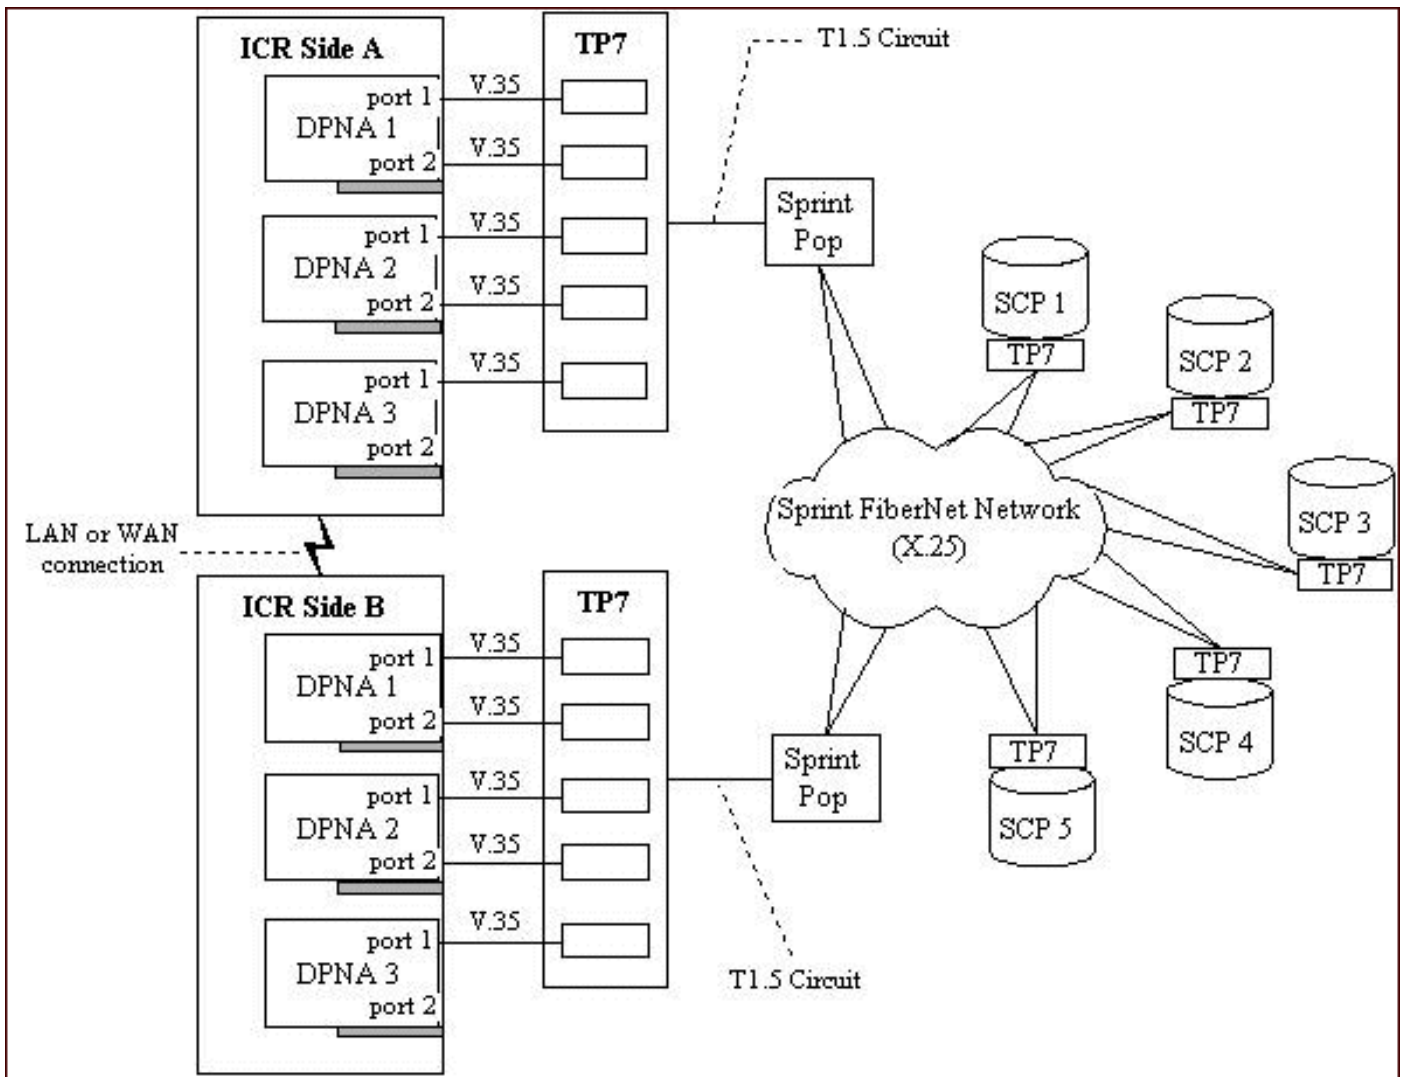 ICR Side A
port 1
DPNA 1
port 2
port 1
DPNA 2
port 2
port 1
DPNA 3
port 2
V.35
V.35
V.35
V.35
V.35
TP7
T1.5 Circuit
Sprint
Pop
SCP 1
TP7
SCP 2
TP7
SCP 3
TP7
Sprint FiberNet Network
(X.25)
TP7
SCP 4
TP7
SCP 5
LAN or WAN
connection
ICR Side B
port 1
DPNA 1
port 2
port 1
DPNA 2
port 2
port 1
DPNA 3
port 2
V.35
V.35
V.35
V.35
V.35
TP7
Sprint
Pop
T1.5 Circuit